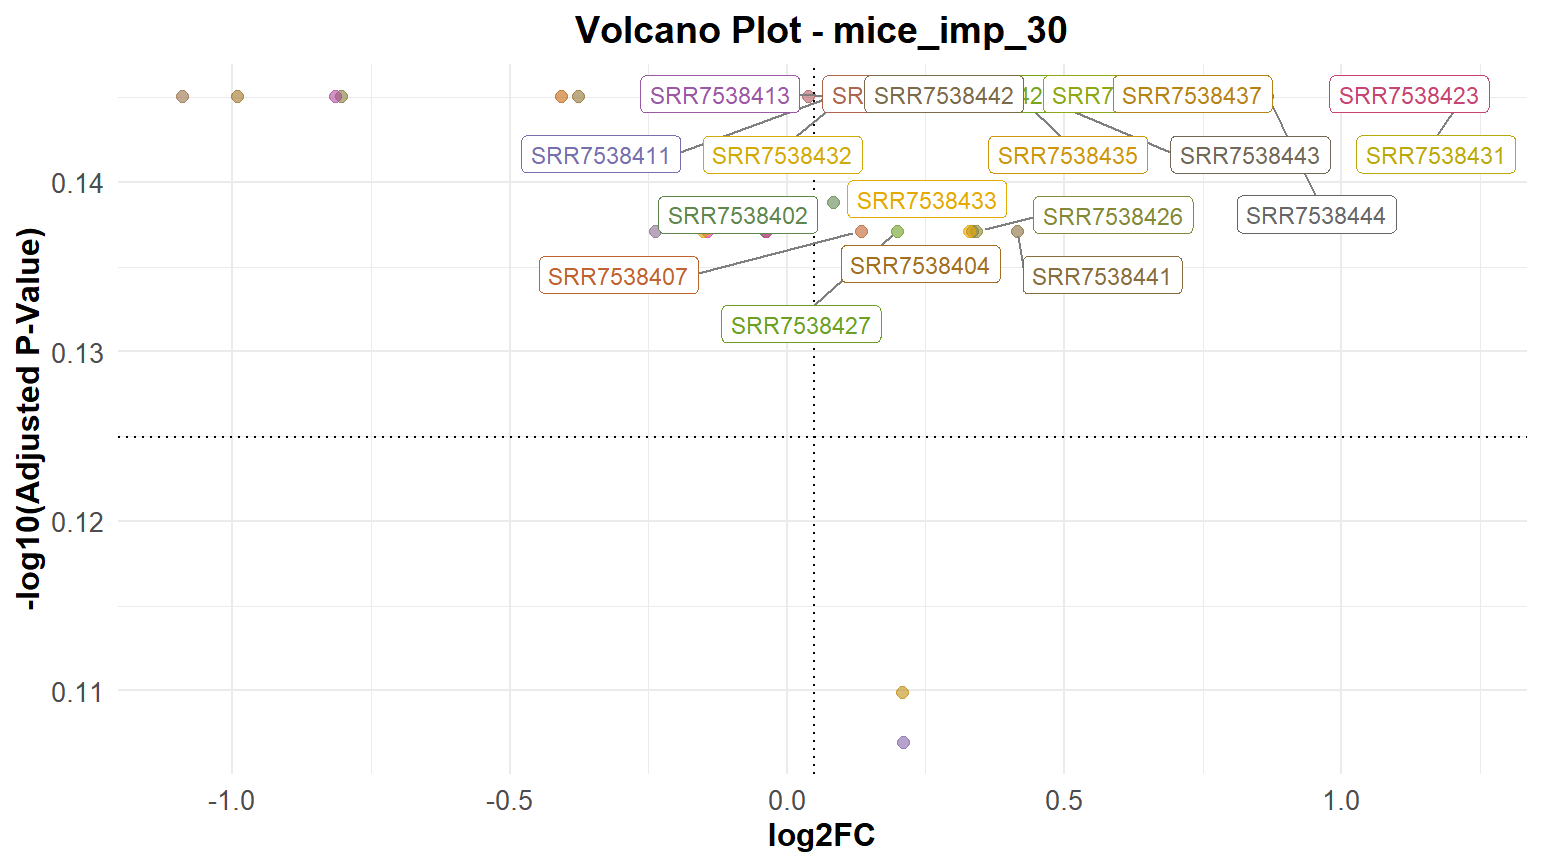 Volcano Plot - mice_imp_30
SRR7538413
SRR7538442
SRR7538437
SRR7538423
SRR7538411
SRR7538432
SRR7538435
SRR7538443
SRR7538431
SRR7538402
SRR7538433
SRR7538426
SRR7538444
SRR7538407
SRR7538404
SRR7538441
SRR7538427
0.14
0.13
0.12
0.11
-log10(Adjusted P-Value)
-1.0 -0.5 0.0 0.5 1.0
log2FC